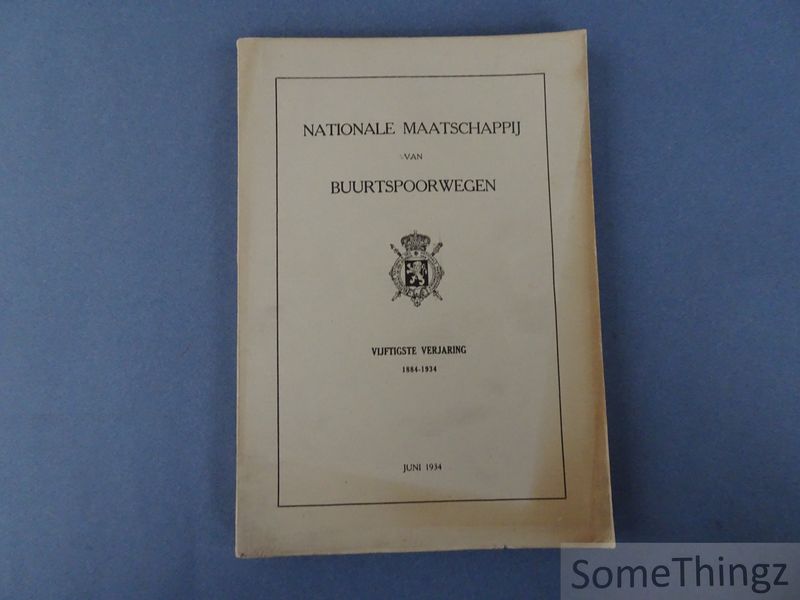 NATIONALE MAATSCHAPPIJ
VAN
BUURTSPOORWEGEN
VIJFTIGSTE VERJARING
1884-1934
JUNI 1934
SomeThingz